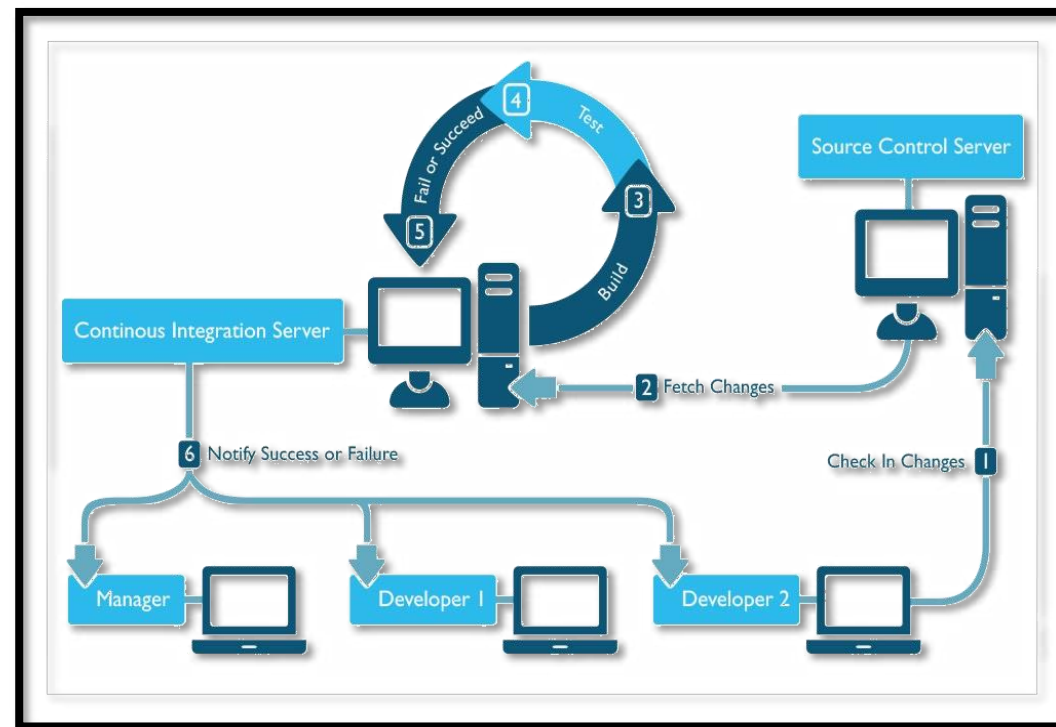 4
Test
Fail or Succeed
Source Control Server
3
5
Build
Continous Integration Server
2 Fetch Changes
6 Notify Success or Failure
Check In Changes 1
Manager
Developer 1
Developer 2